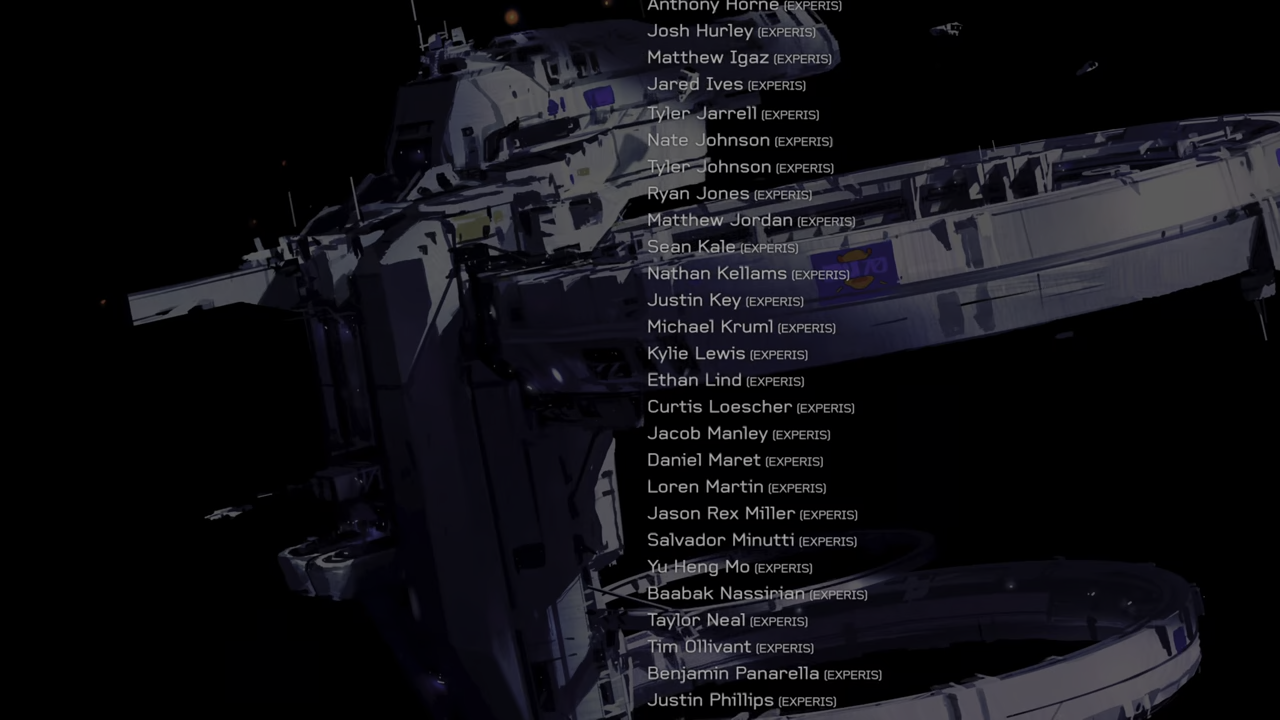 Anthony Horne (EXPERIS)
Josh Hurley (EXPERIS)
Matthew Igaz (EXPERIS)
Jared Ives (EXPERIS)
Tyler Jarrell (EXPERIS)
Nate Johnson (EXPERIS)
Tyler Johnson (EXPERIS)
Ryan Jones (EXPERIS)
Matthew Jordan (EXPERIS)
Sean Kale (EXPERIS)
Nathan Kellams (EXPERIS)
Justin Key (EXPERIS)
Michael Kruml (EXPERIS)
Kylie Lewis (EXPERIS)
Ethan Lind (EXPERIS)
Curtis Loescher (EXPERIS)
Jacob Manley (EXPERIS)
Daniel Maret (EXPERIS)
Loren Martin (EXPERIS)
Jason Rex Miller (EXPERIS)
Salvador Minutti (EXPERIS)
Yu Heng Mo (EXPERIS)
Baabak Nassirian (EXPERIS)
Taylor Neal (EXPERIS)
Tim Ollivant (EXPERIS)
Benjamin Panarella (EXPERIS)
Justin Phillips (EXPERIS)